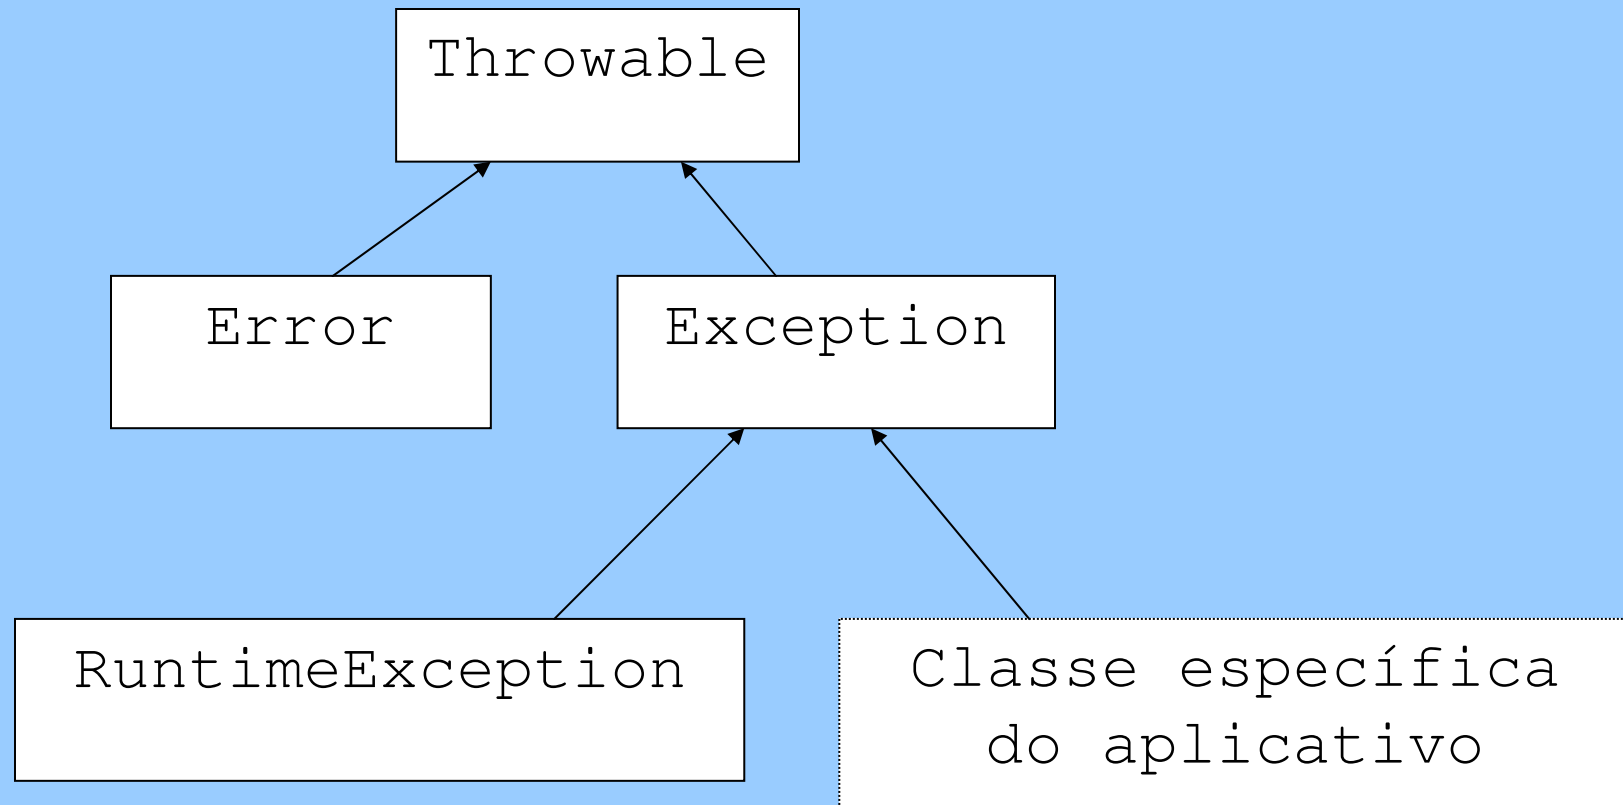 Throwable
Error
Exception
RuntimeException
Classe específica
do aplicativo